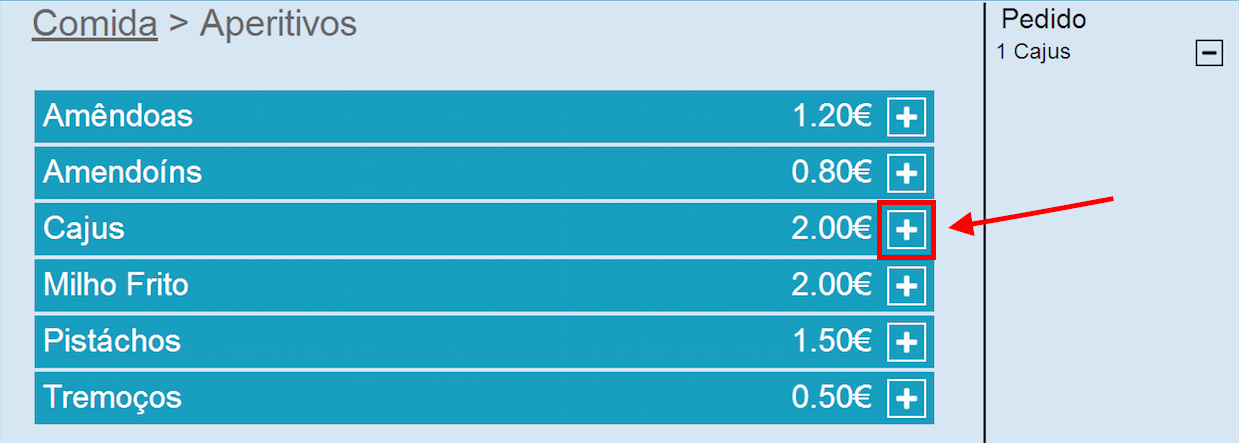 Comida > Aperitivos
Amêndoas 1.20€
Amendoíns 0.80€
Cajus 2.00€
Milho Frito 2.00€
Pistáchos 1.50€
Tremoços 0.50€
Pedido
1 Cajus